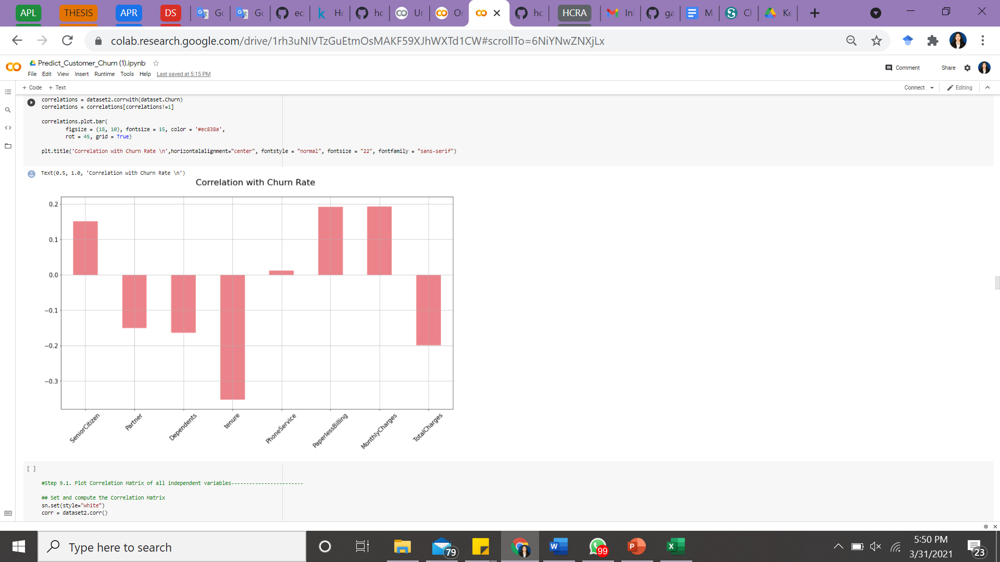 APL THESIS APR DS Gc Gc ec Hc hc Ur Or hc HCRA In ga M Cl Ke
colab.research.google.com/drive/1rh3uNIVTzGuEtmOsMAKF59XJhWXTd1CW#scrollTo=6NiYNwZNXjLx
Predict_Customer_Churn (1).ipynb
Comment Share
File Edit View Insert Runtime Tools Help Last saved at 5:15 PM
+ Code + Text Connect Editing
correlations = dataset2.corrwith(dataset.Churn)
correlations = correlations[correlations!=1]
correlations.plot.bar(
figsize = (18, 10), fontsize = 15, color = '#ec838a',
rot = 45, grid = True)
plt.title('Correlation with Churn Rate \n',horizontalalignment="center", fontstyle = "normal", fontsize = "22", fontfamily = "sans-serif")
Text(0.5, 1.0, 'Correlation with Churn Rate \n')
Correlation with Churn Rate
0.2
0.1
0.0
−0.1
−0.2
−0.3
SeniorCitizen
Partner
Dependents
tenure
PhoneService
PaperlessBilling
MonthlyCharges
TotalCharges
[ ]
#Step 9.1. Plot Correlation Matrix of all independent variables------------------------
## Set and compute the Correlation Matrix
sn.set(style="white")
corr = dataset2.corr()
Type here to search
79
99
5:50 PM
3/31/2021
23